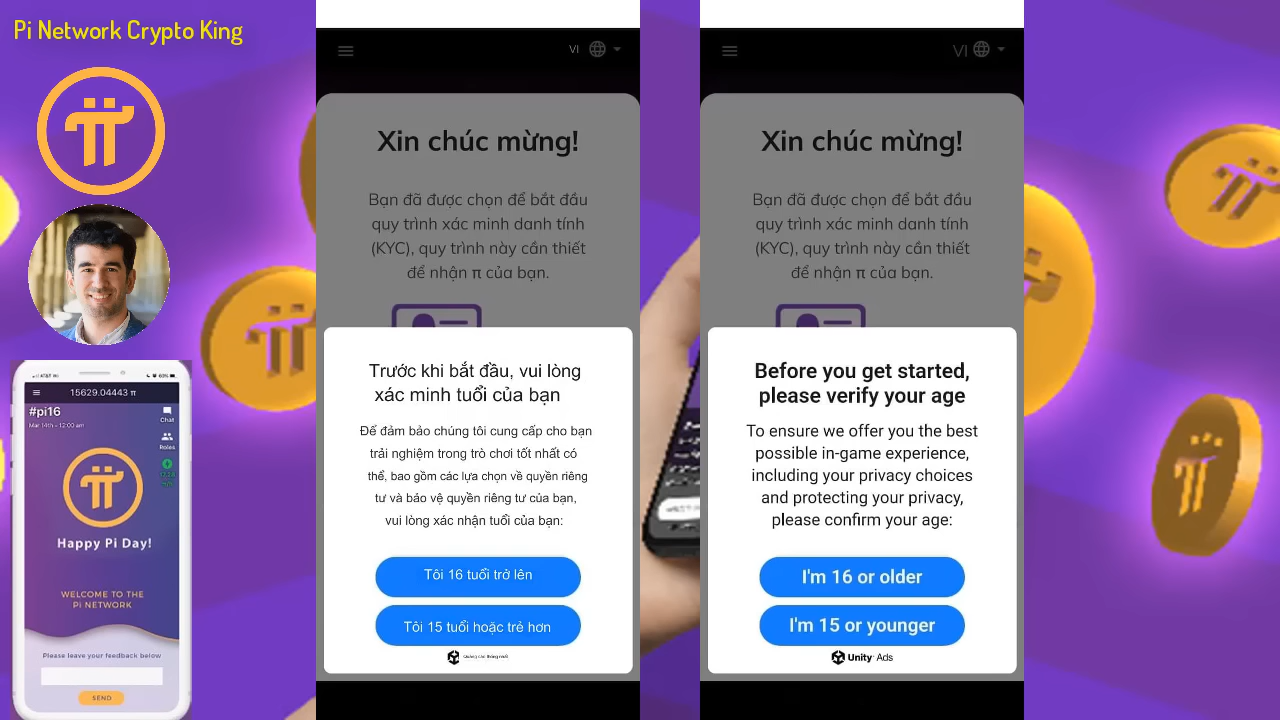 Pi Network Crypto King
15629.04443 π
#pi16
Mar 14th - 12:00 am
Chat
Roles
Happy Pi Day!
WELCOME TO THE
Pi NETWORK
Please leave your feedback below
SEND
VI
Xin chúc mừng!
Bạn đã được chọn để bắt đầu
quy trình xác minh danh tính
(KYC), quy trình này cần thiết
để nhận π của bạn.
Trước khi bắt đầu, vui lòng
xác minh tuổi của bạn
Để đảm bảo chúng tôi cung cấp cho bạn
trải nghiệm trong trò chơi tốt nhất có
thể, bao gồm các lựa chọn về quyền riêng
tư và bảo vệ quyền riêng tư của bạn,
vui lòng xác nhận tuổi của bạn:
Tôi 16 tuổi trở lên
Tôi 15 tuổi hoặc trẻ hơn
Quảng cáo thống nhất
VI
Xin chúc mừng!
Bạn đã được chọn để bắt đầu
quy trình xác minh danh tính
(KYC), quy trình này cần thiết
để nhận π của bạn.
Before you get started,
please verify your age
To ensure we offer you the best
possible in-game experience,
including your privacy choices
and protecting your privacy,
please confirm your age:
I'm 16 or older
I'm 15 or younger
Unity Ads